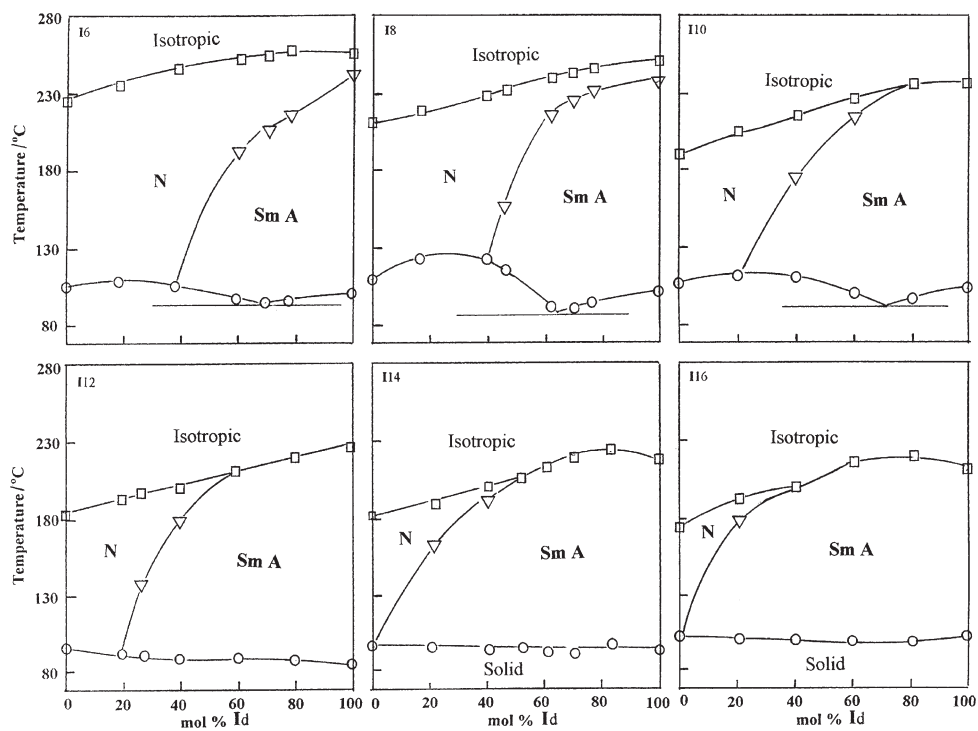 280
230
180
130
80
Temperature/°C
I6
Isotropic
N
Sm A
I8
Isotropic
N
Sm A
I10
Isotropic
N
Sm A
280
230
180
130
80
Temperature/°C
I12
Isotropic
N
Sm A
0 20 40 60 80 100
mol % Id
I14
Isotropic
N
Sm A
Solid
0 20 40 60 80 100
mol % Id
I16
Isotropic
N
Sm A
Solid
0 20 40 60 80 100
mol % Id